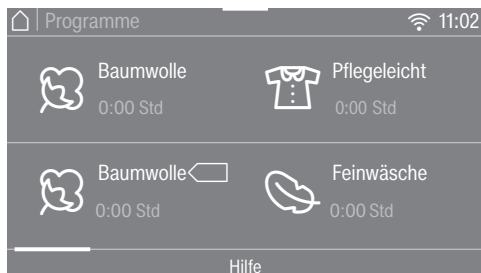 Programme 11:02
Baumwolle Pflegeleicht
0:00 Std 0:00 Std
Baumwolle Feinwäsche
0:00 Std 0:00 Std
Hilfe